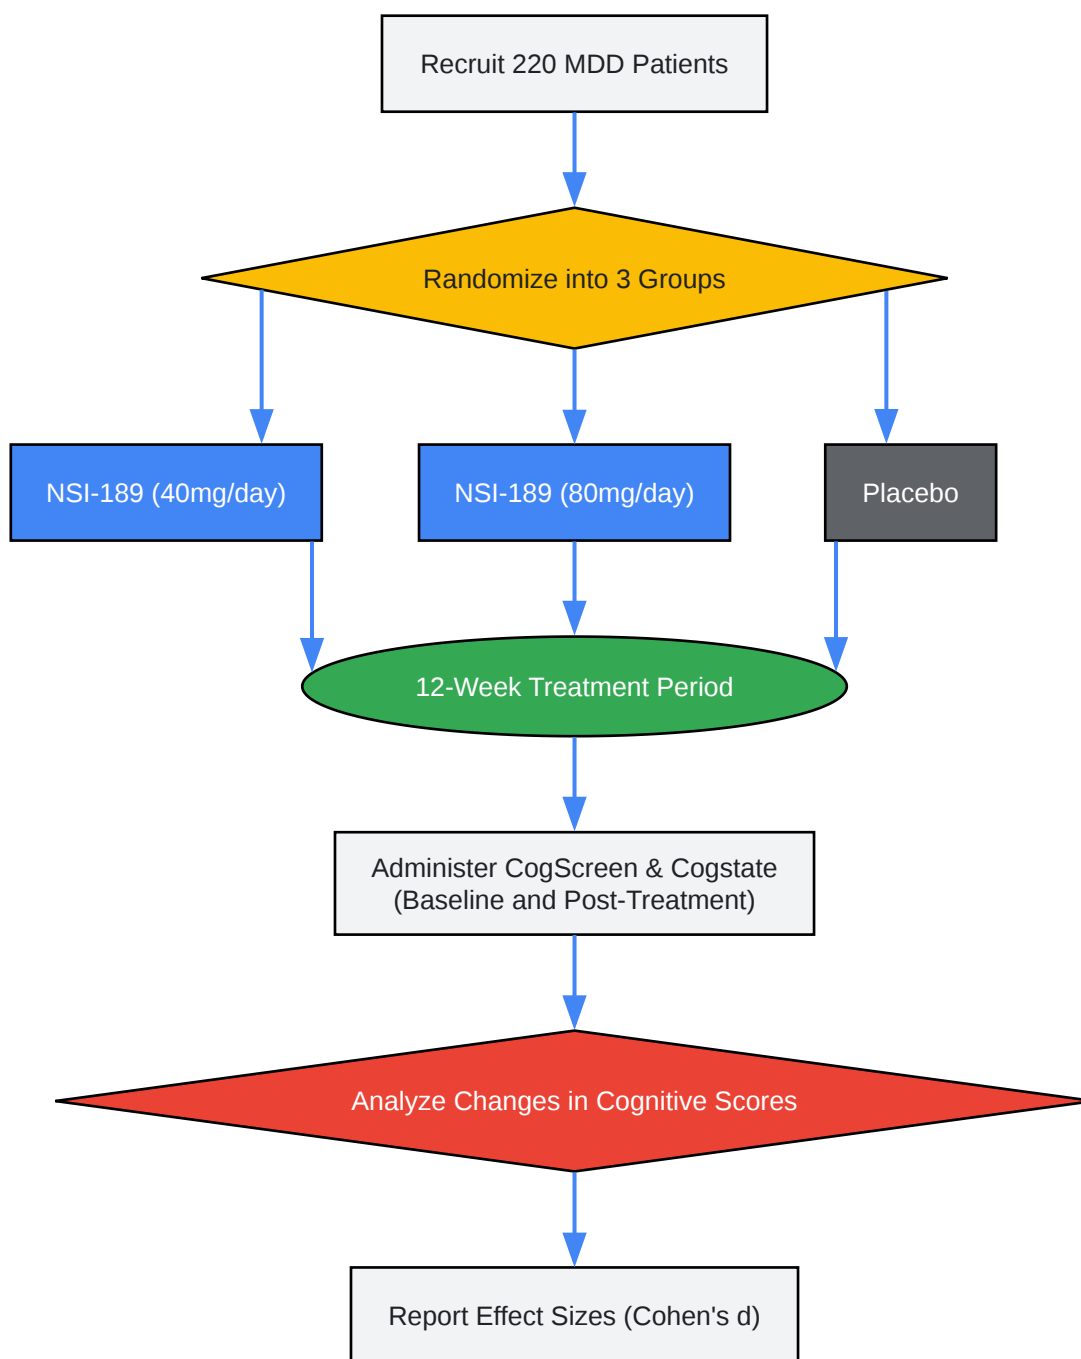 Recruit 220 MDD Patients
Randomize into 3 Groups
NSI-189 (40mg/day)
NSI-189 (80mg/day)
Placebo
12-Week Treatment Period
Administer CogScreen & Cogstate
(Baseline and Post-Treatment)
Analyze Changes in Cognitive Scores
Report Effect Sizes (Cohen's d)